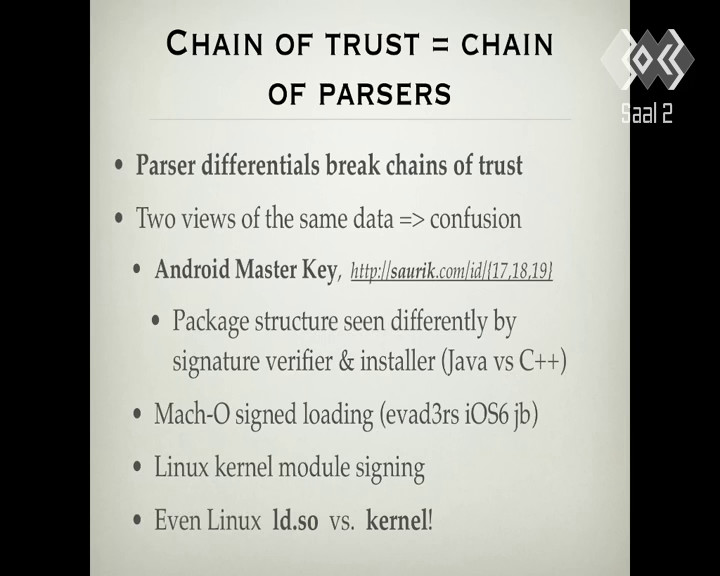 CHAIN OF TRUST = CHAIN
OF PARSERS
Saal 2
• Parser differentials break chains of trust
• Two views of the same data => confusion
• Android Master Key, http://saurik.com/id/{17,18,19}
• Package structure seen differently by
signature verifier & installer (Java vs C++)
• Mach-O signed loading (evad3rs iOS6 jb)
• Linux kernel module signing
• Even Linux ld.so vs. kernel!